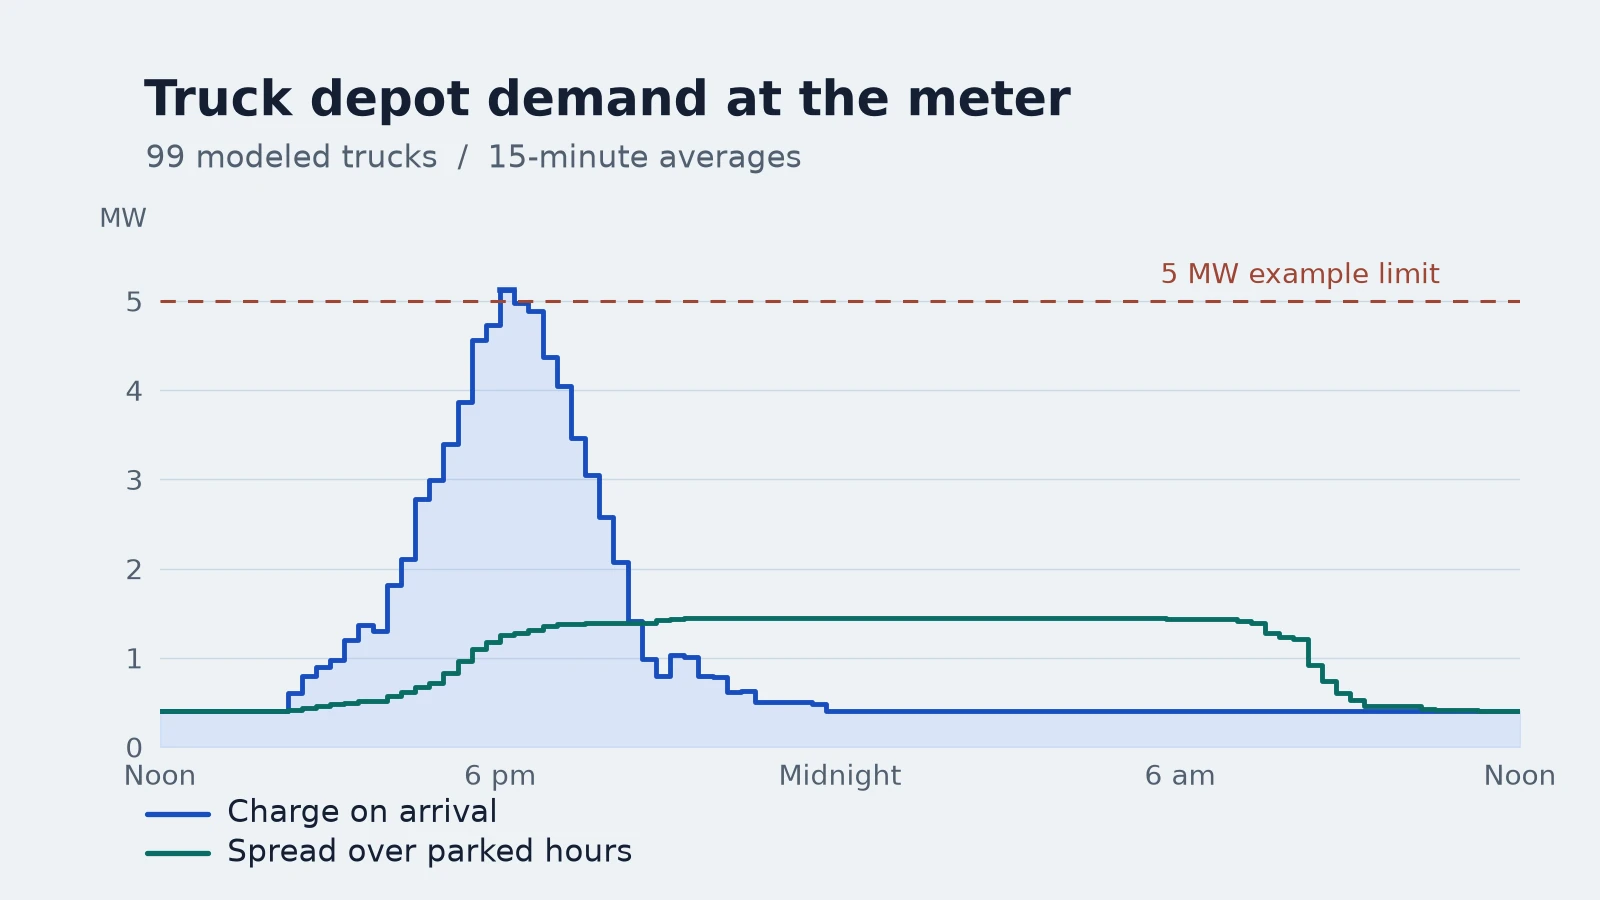 Truck depot demand at the meter
99 modeled trucks / 15-minute averages
MW
5 MW example limit
5
4
3
2
1
0
Noon 6 pm Midnight 6 am Noon
Charge on arrival
Spread over parked hours